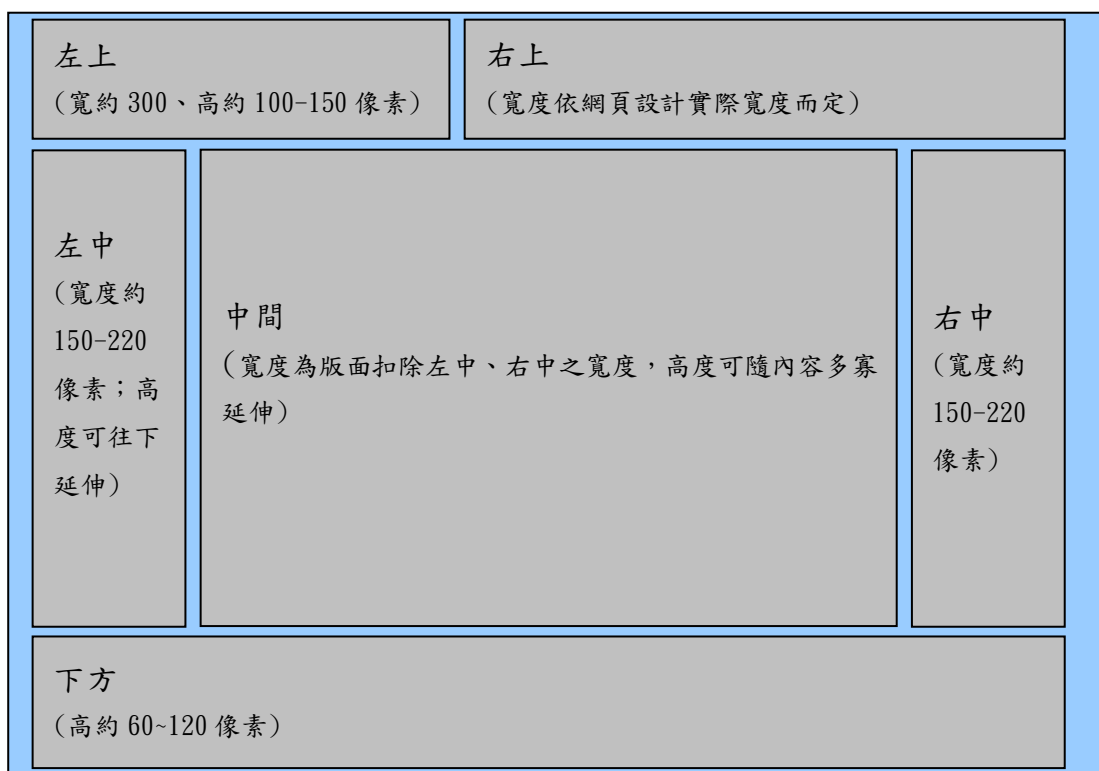 左上
(寬約 300、高約 100-150 像素)
右上
(寬度依網頁設計實際寬度而定)
左中
(寬度約
150-220
像素；高
度可往下
延伸)
中間
(寬度為版面扣除左中、右中之寬度，高度可隨內容多寡
延伸)
右中
(寬度約
150-220
像素)
下方
(高約 60~120 像素)